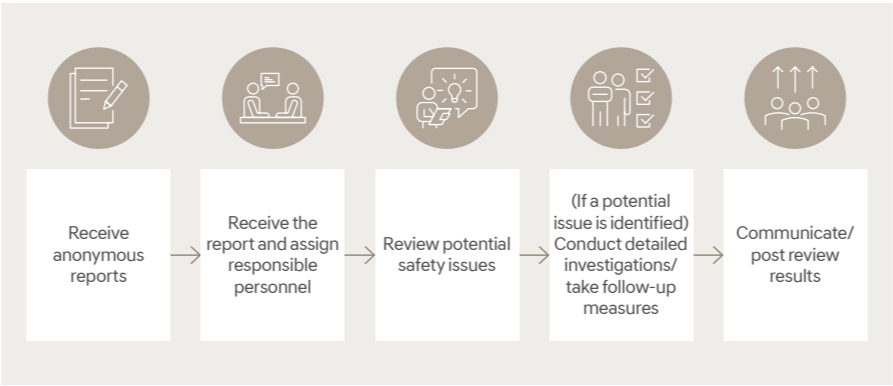 Receive
anonymous
reports
Receive the
report and assign
responsible
personnel
Review potential
safety issues
(If a potential
issue is identified)
Conduct detailed
investigations/
take follow-up
measures
Communicate/
post review
results